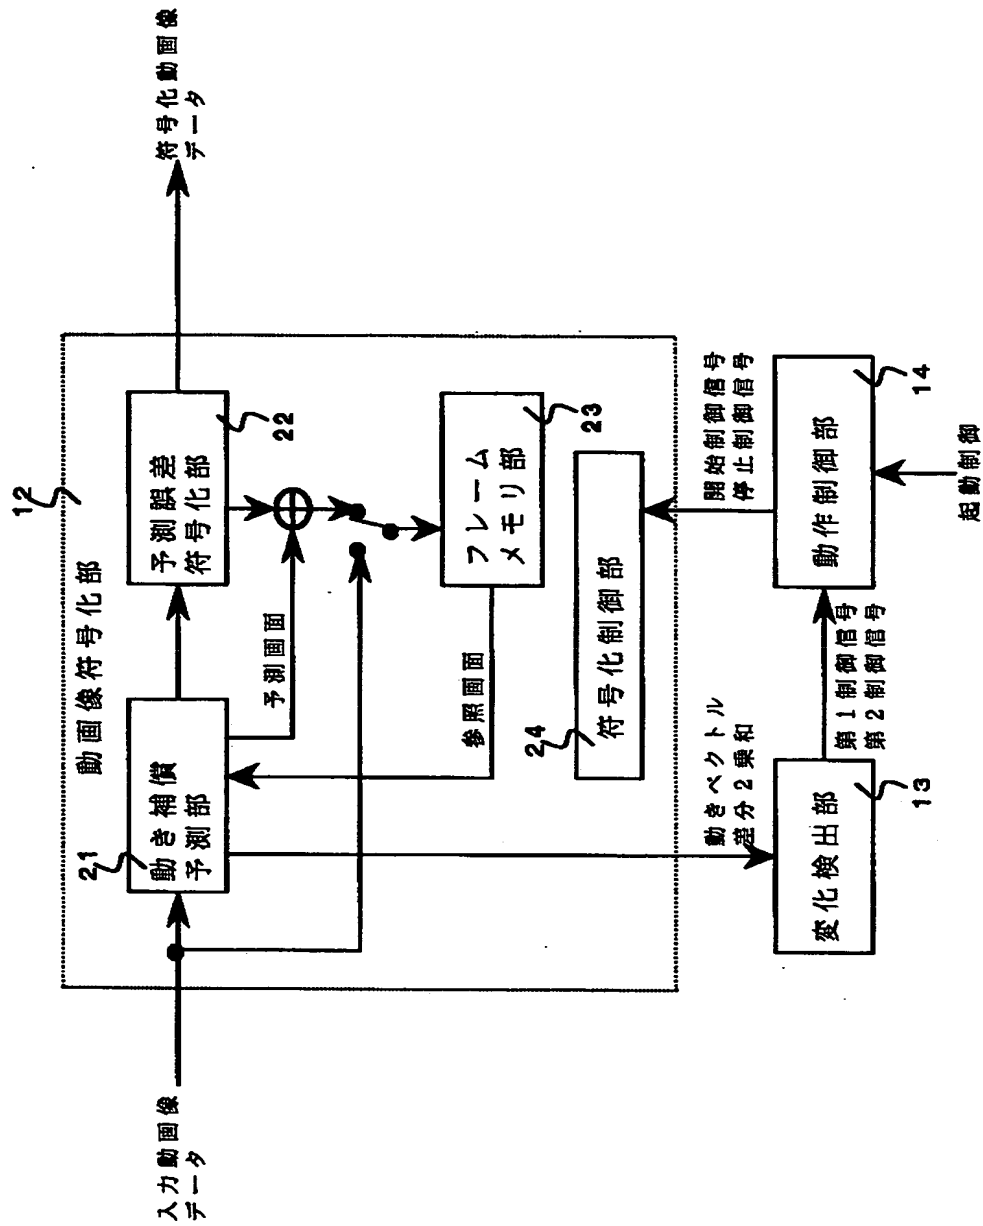 12
動画像符号化部
入力動画像
データ
21
動き補償
予測部
予測誤差
符号化部
22
符号化動画像
データ
予測画面
参照画面
フレーム
メモリ部
23
24
符号化制御部
動きベクトル
差分2乗和
開始制御信号
停止制御信号
変化検出部
13
第1制御信号
第2制御信号
動作制御部
14
起動制御